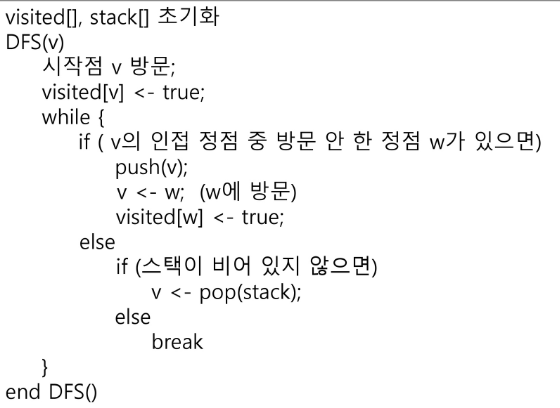 visited[], stack[] 초기화
DFS(v)
시작점 v 방문;
visited[v] <- true;
while {
if ( v의 인접 정점 중 방문 안 한 정점 w가 있으면)
push(v);
v <- w; (w에 방문)
visited[w] <- true;
else
if (스택이 비어 있지 않으면)
v <- pop(stack);
else
break
}
end DFS()